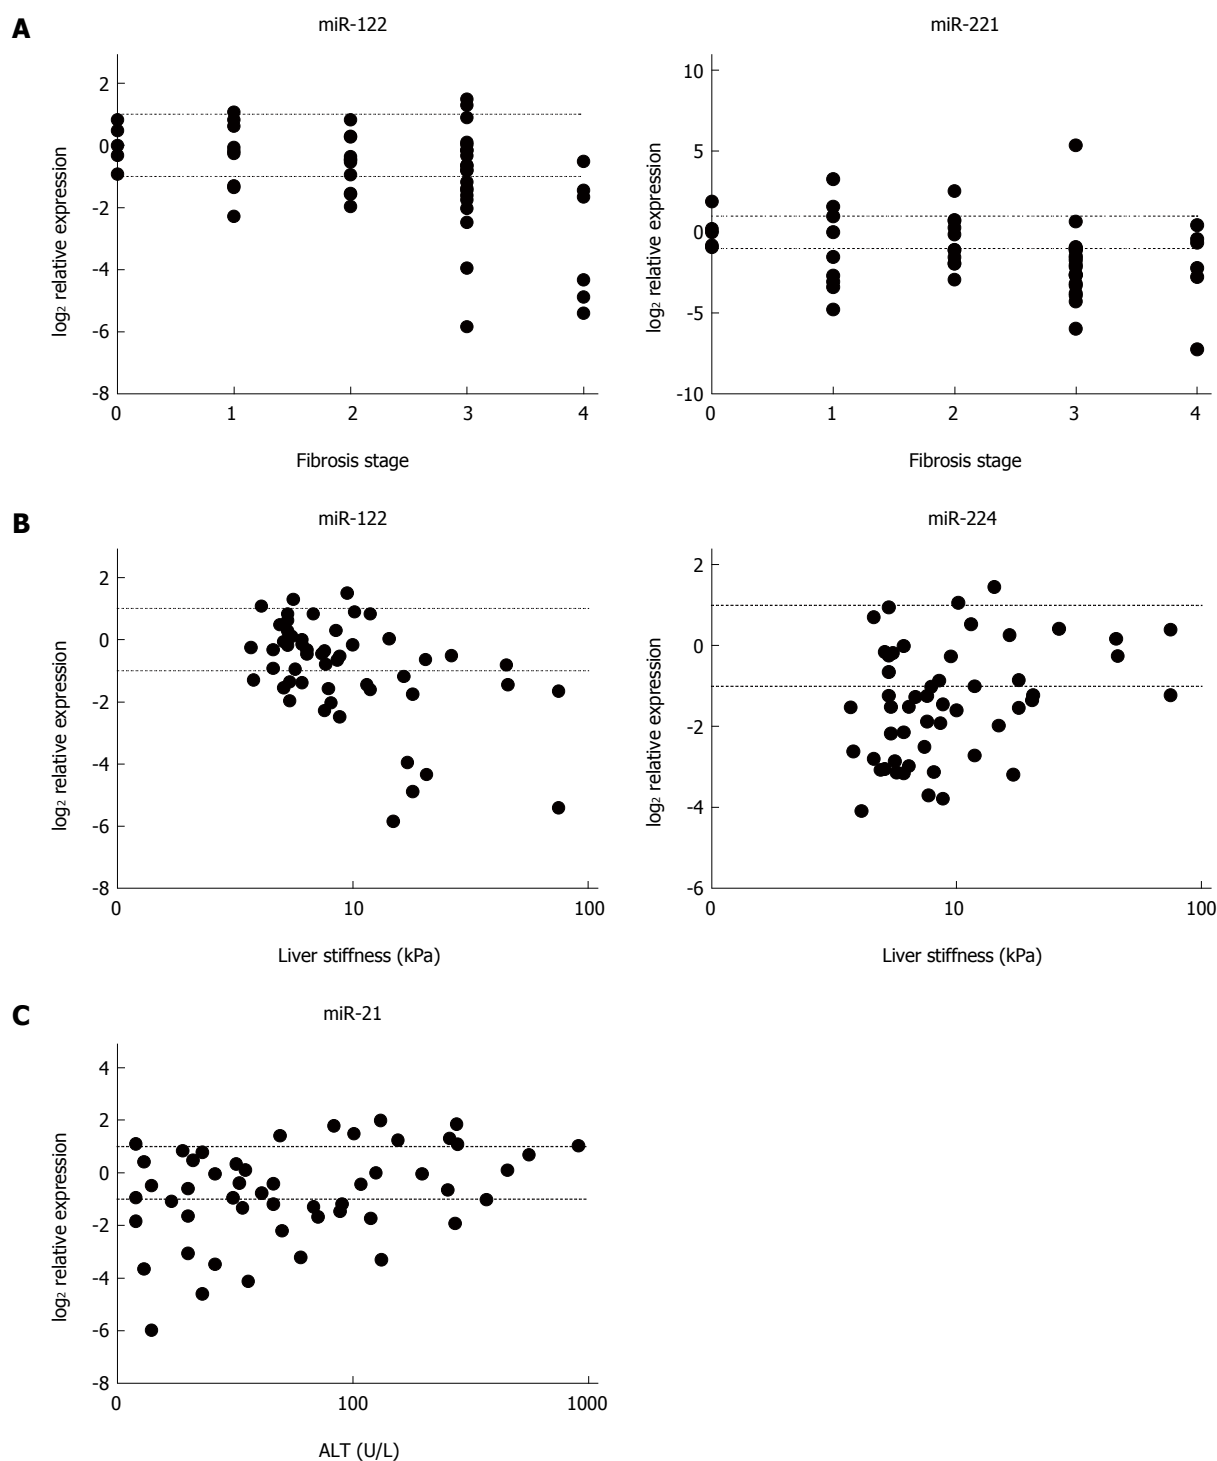 A
miR-122
miR-221
log₂ relative expression
2
0
-2
-4
-6
-8
0 1 2 3 4
Fibrosis stage
log₂ relative expression
10
5
0
-5
-10
0 1 2 3 4
Fibrosis stage
B
miR-122
miR-224
log₂ relative expression
2
0
-2
-4
-6
-8
0 10 100
Liver stiffness (kPa)
log₂ relative expression
2
0
-2
-4
-6
0 10 100
Liver stiffness (kPa)
C
miR-21
log₂ relative expression
4
2
0
-2
-4
-6
-8
0 100 1000
ALT (U/L)